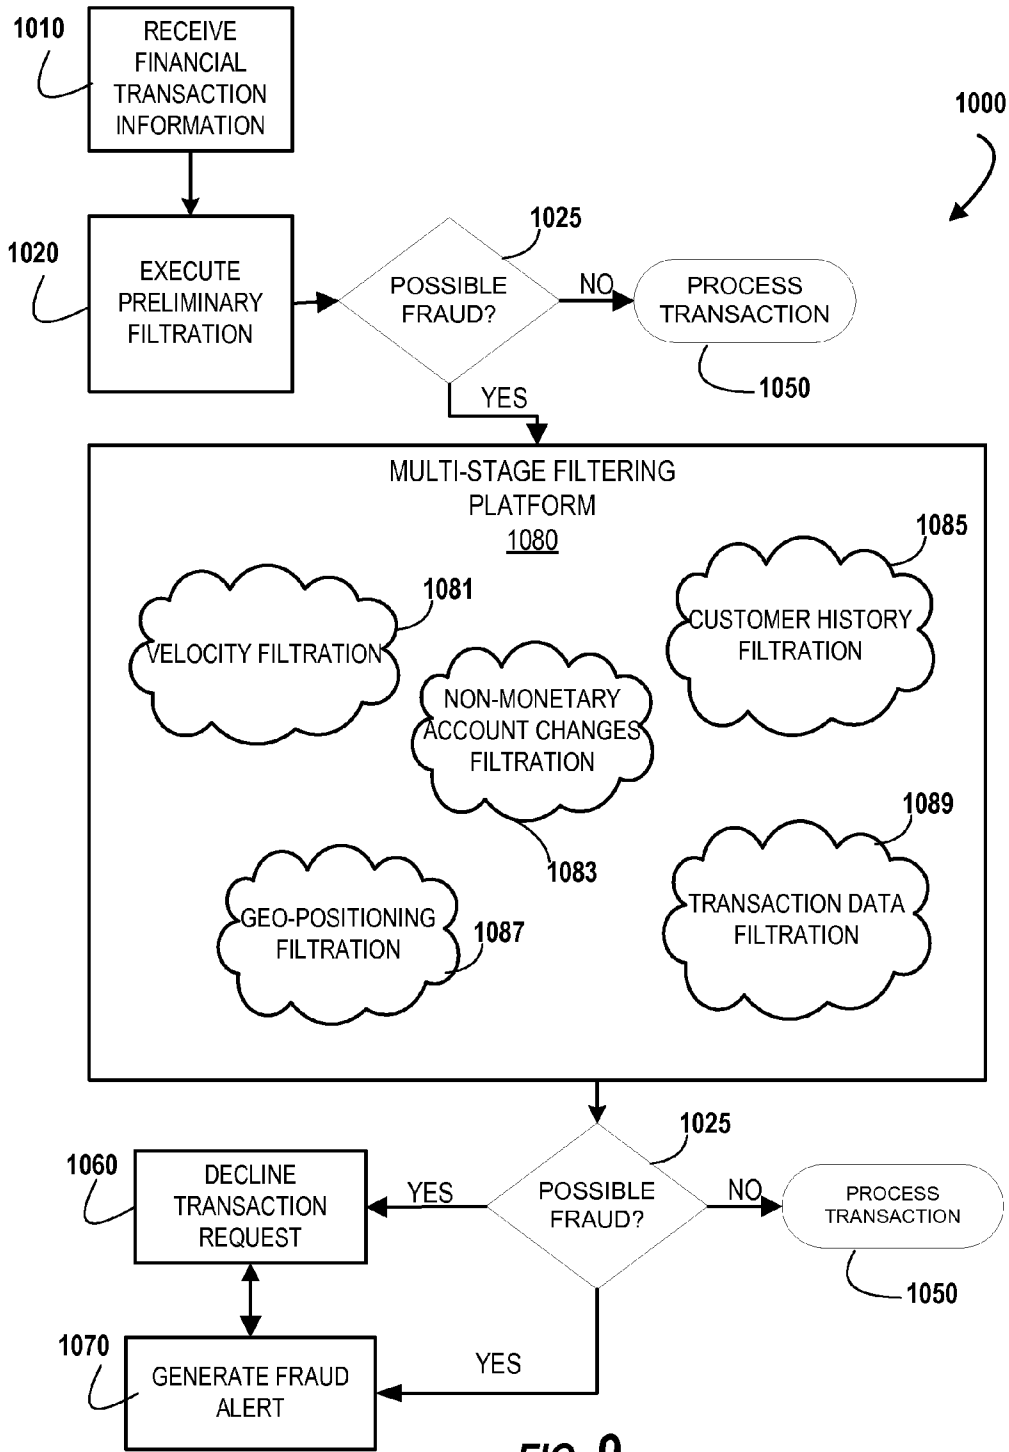 1010
RECEIVE
FINANCIAL
TRANSACTION
INFORMATION
1000
1020
EXECUTE
PRELIMINARY
FILTRATION
1025
POSSIBLE
FRAUD?
NO
PROCESS
TRANSACTION
1050
YES
MULTI-STAGE FILTERING
PLATFORM
1080
1081
VELOCITY FILTRATION
1085
CUSTOMER HISTORY
FILTRATION
NON-MONETARY
ACCOUNT CHANGES
FILTRATION
1083
1087
GEO-POSITIONING
FILTRATION
1089
TRANSACTION DATA
FILTRATION
1025
POSSIBLE
FRAUD?
NO
PROCESS
TRANSACTION
1050
YES
1060
DECLINE
TRANSACTION
REQUEST
YES
1070
GENERATE FRAUD
ALERT